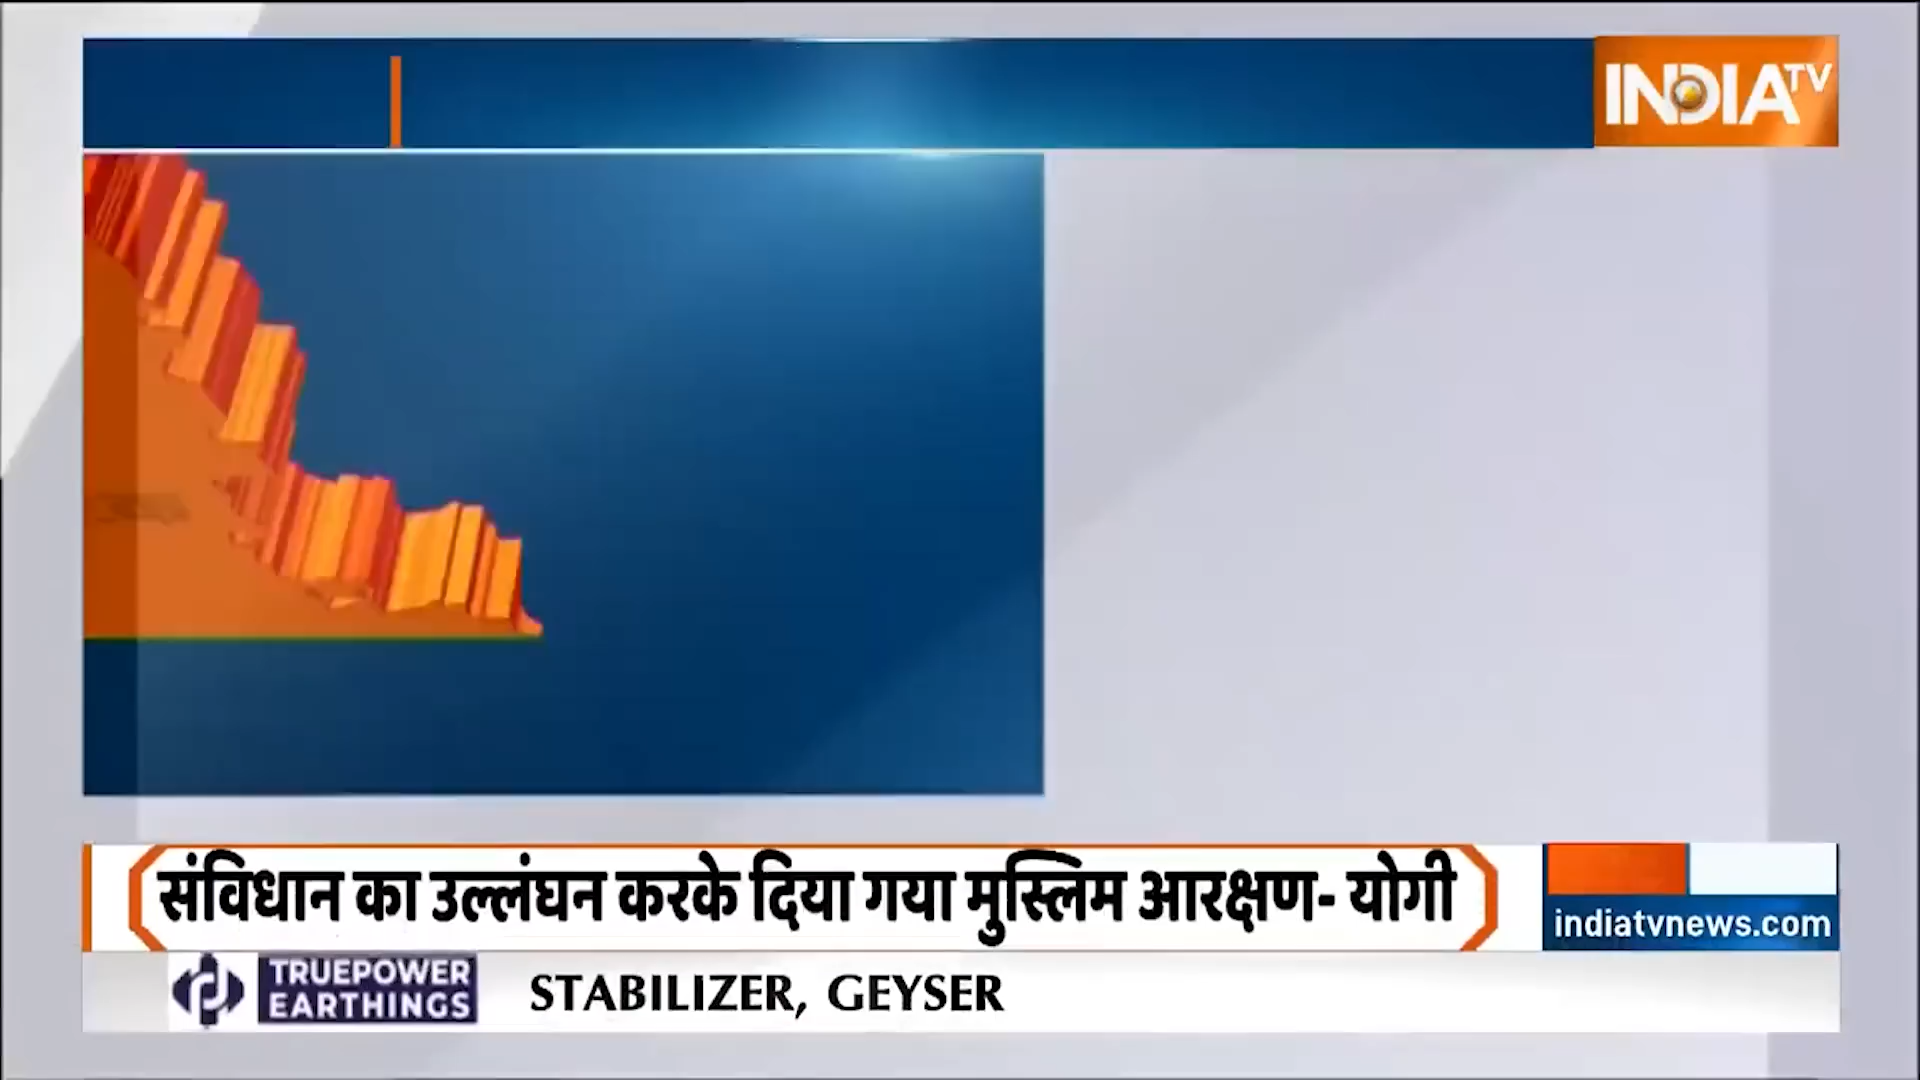 INDIA TV
संविधान का उल्लंघन करके दिया गया मुस्लिम आरक्षण- योगी
indiatvnews.com
TRUEPOWER
EARTHINGS
STABILIZER, GEYSER